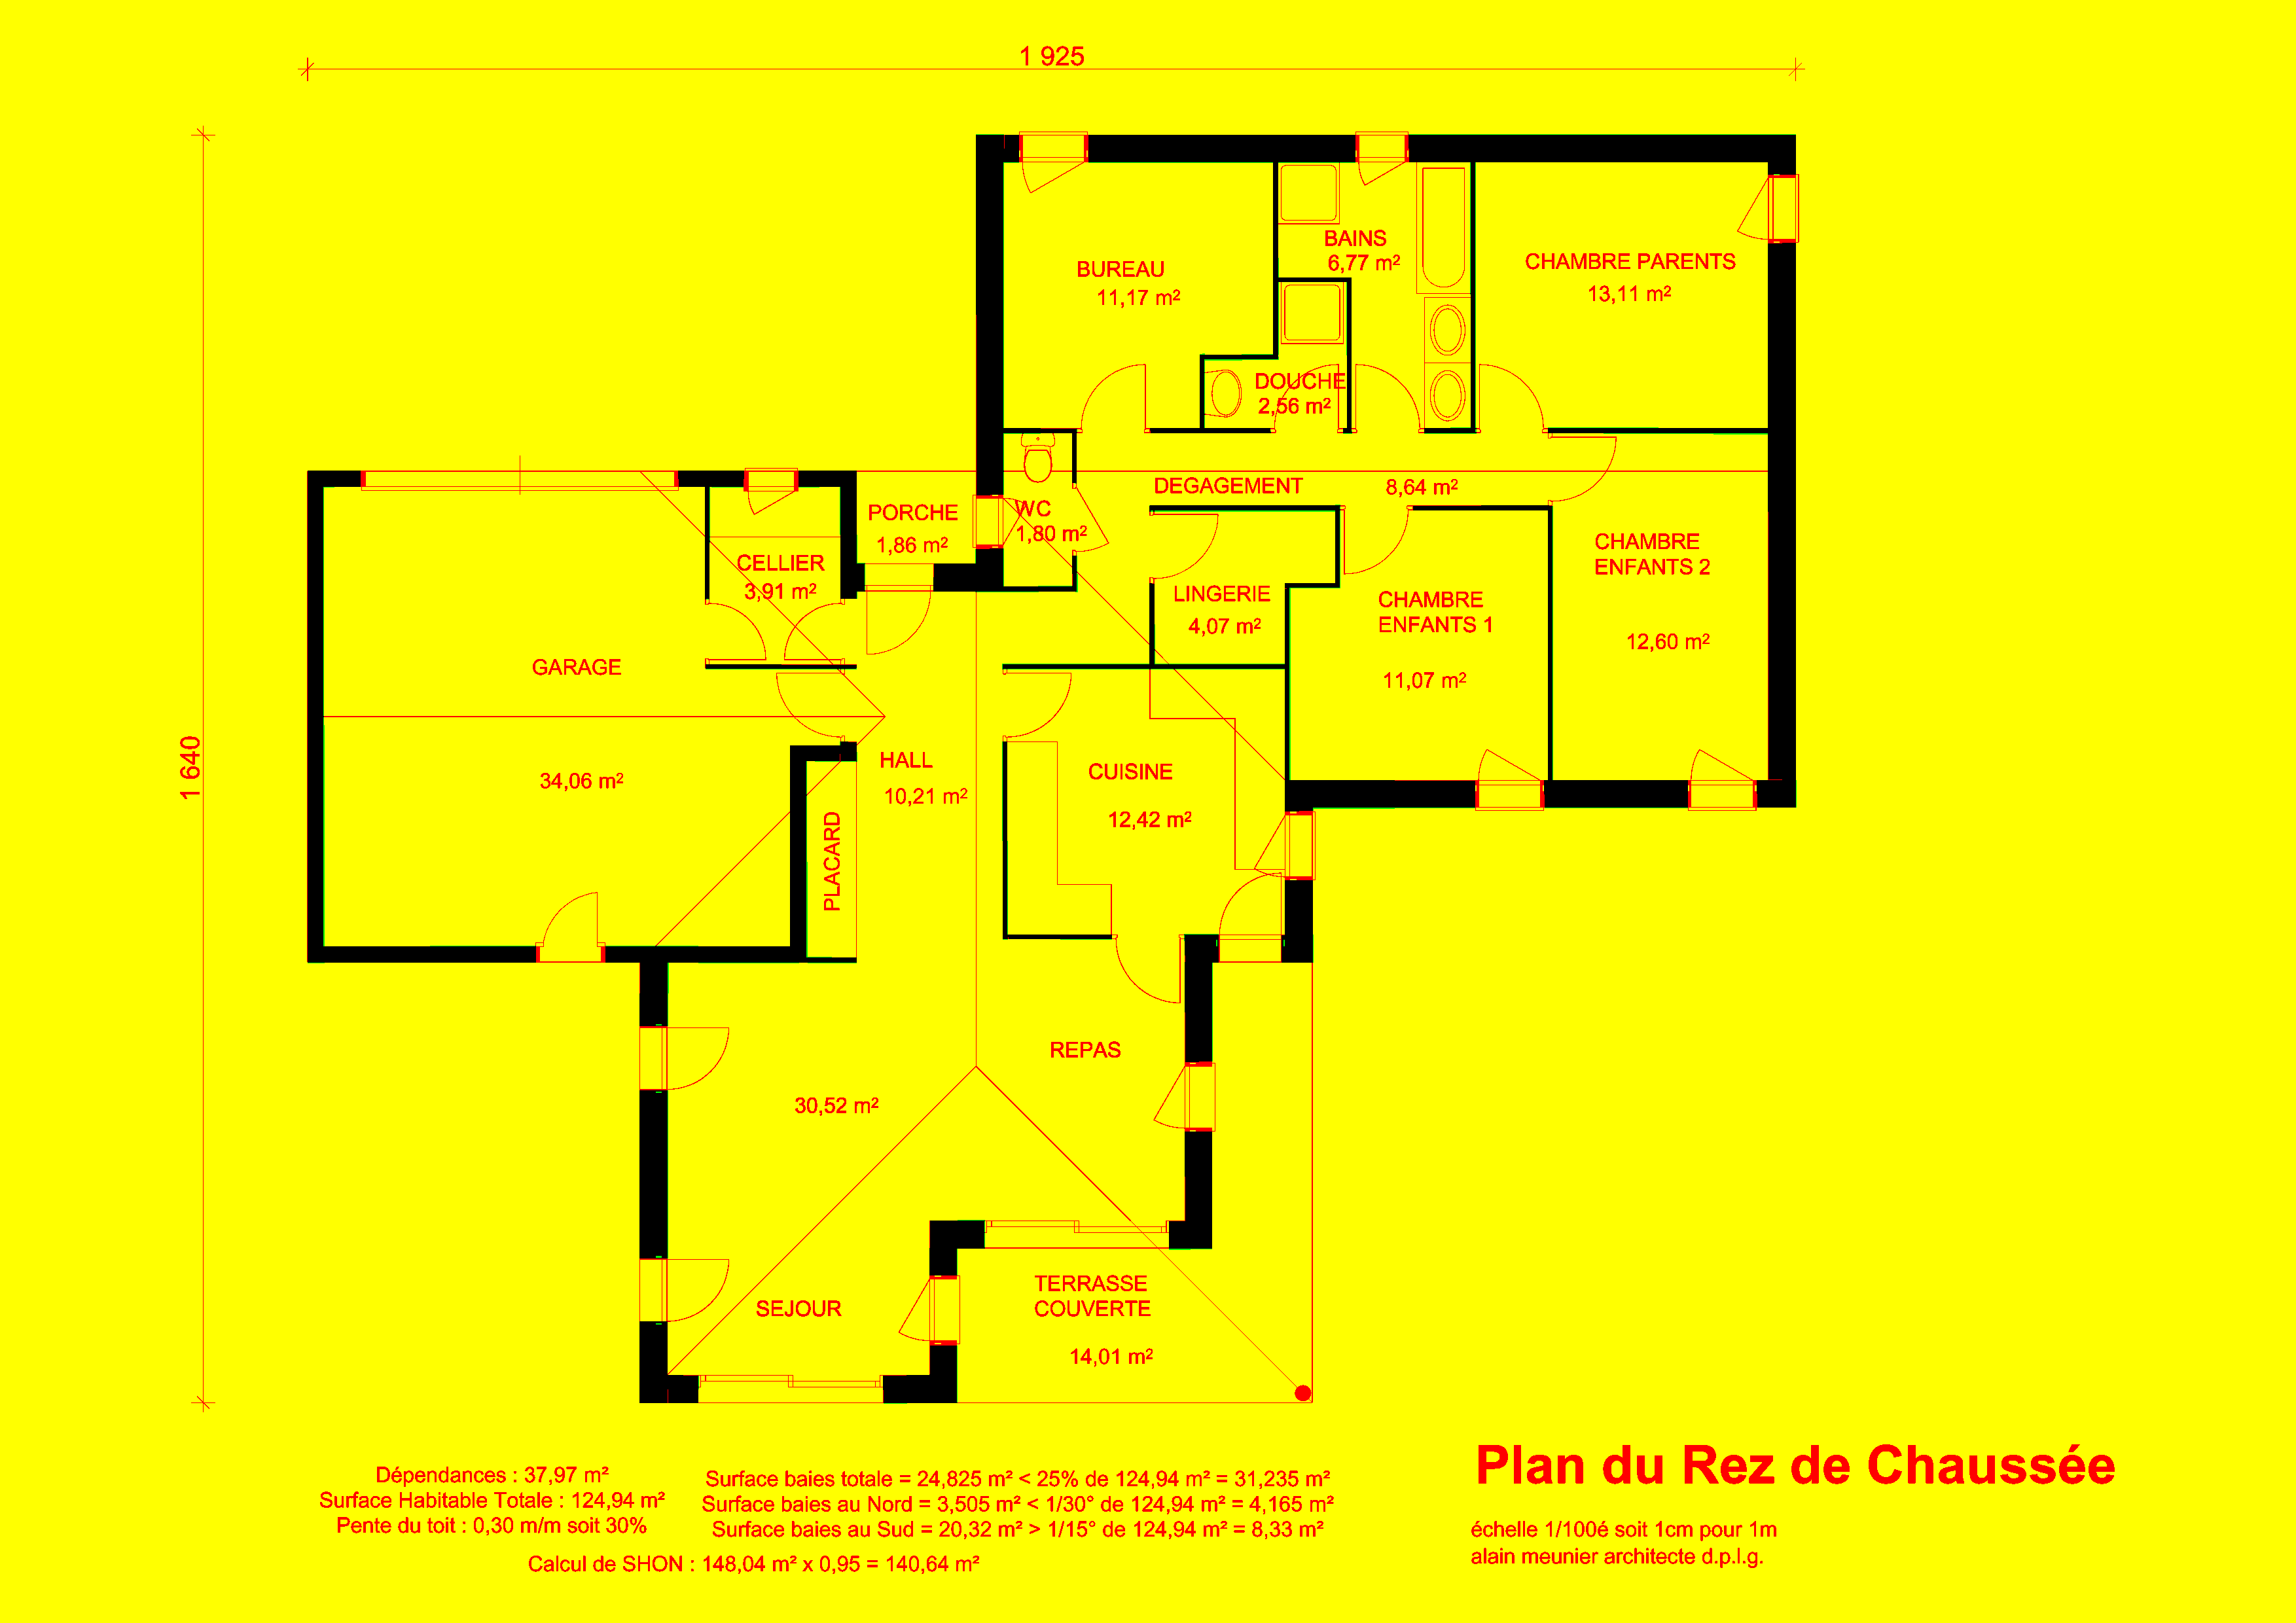 1 925
1 640
BUREAU
11,17 m²
BAINS
6,77 m²
CHAMBRE PARENTS
13,11 m²
DOUCHE
2,56 m²
DEGAGEMENT
8,64 m²
PORCHE
1,86 m²
WC
1,80 m²
CELLIER
3,91 m²
LINGERIE
4,07 m²
CHAMBRE
ENFANTS 1
11,07 m²
CHAMBRE
ENFANTS 2
12,60 m²
GARAGE
34,06 m²
HALL
10,21 m²
PLACARD
CUISINE
12,42 m²
REPAS
30,52 m²
SEJOUR
TERRASSE
COUVERTE
14,01 m²
Dépendances : 37,97 m²
Surface Habitable Totale : 124,94 m²
Pente du toit : 0,30 m/m soit 30%
Surface baies totale = 24,825 m² < 25% de 124,94 m² = 31,235 m²
Surface baies au Nord = 3,505 m² < 1/30° de 124,94 m² = 4,165 m²
Surface baies au Sud = 20,32 m² > 1/15° de 124,94 m² = 8,33 m²
Calcul de SHON : 148,04 m² x 0,95 = 140,64 m²
Plan du Rez de Chaussée
échelle 1/100é soit 1cm pour 1m
alain meunier architecte d.p.l.g.